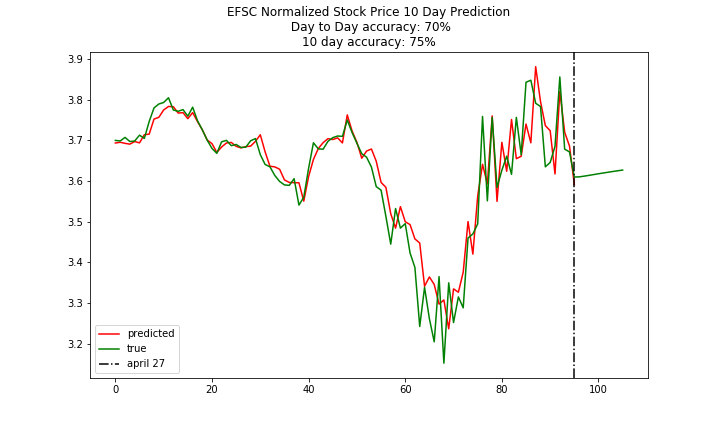 EFSC Normalized Stock Price 10 Day Prediction
Day to Day accuracy: 70%
10 day accuracy: 75%
3.9
3.8
3.7
3.6
3.5
3.4
3.3
3.2
predicted
true
april 27
0 20 40 60 80 100